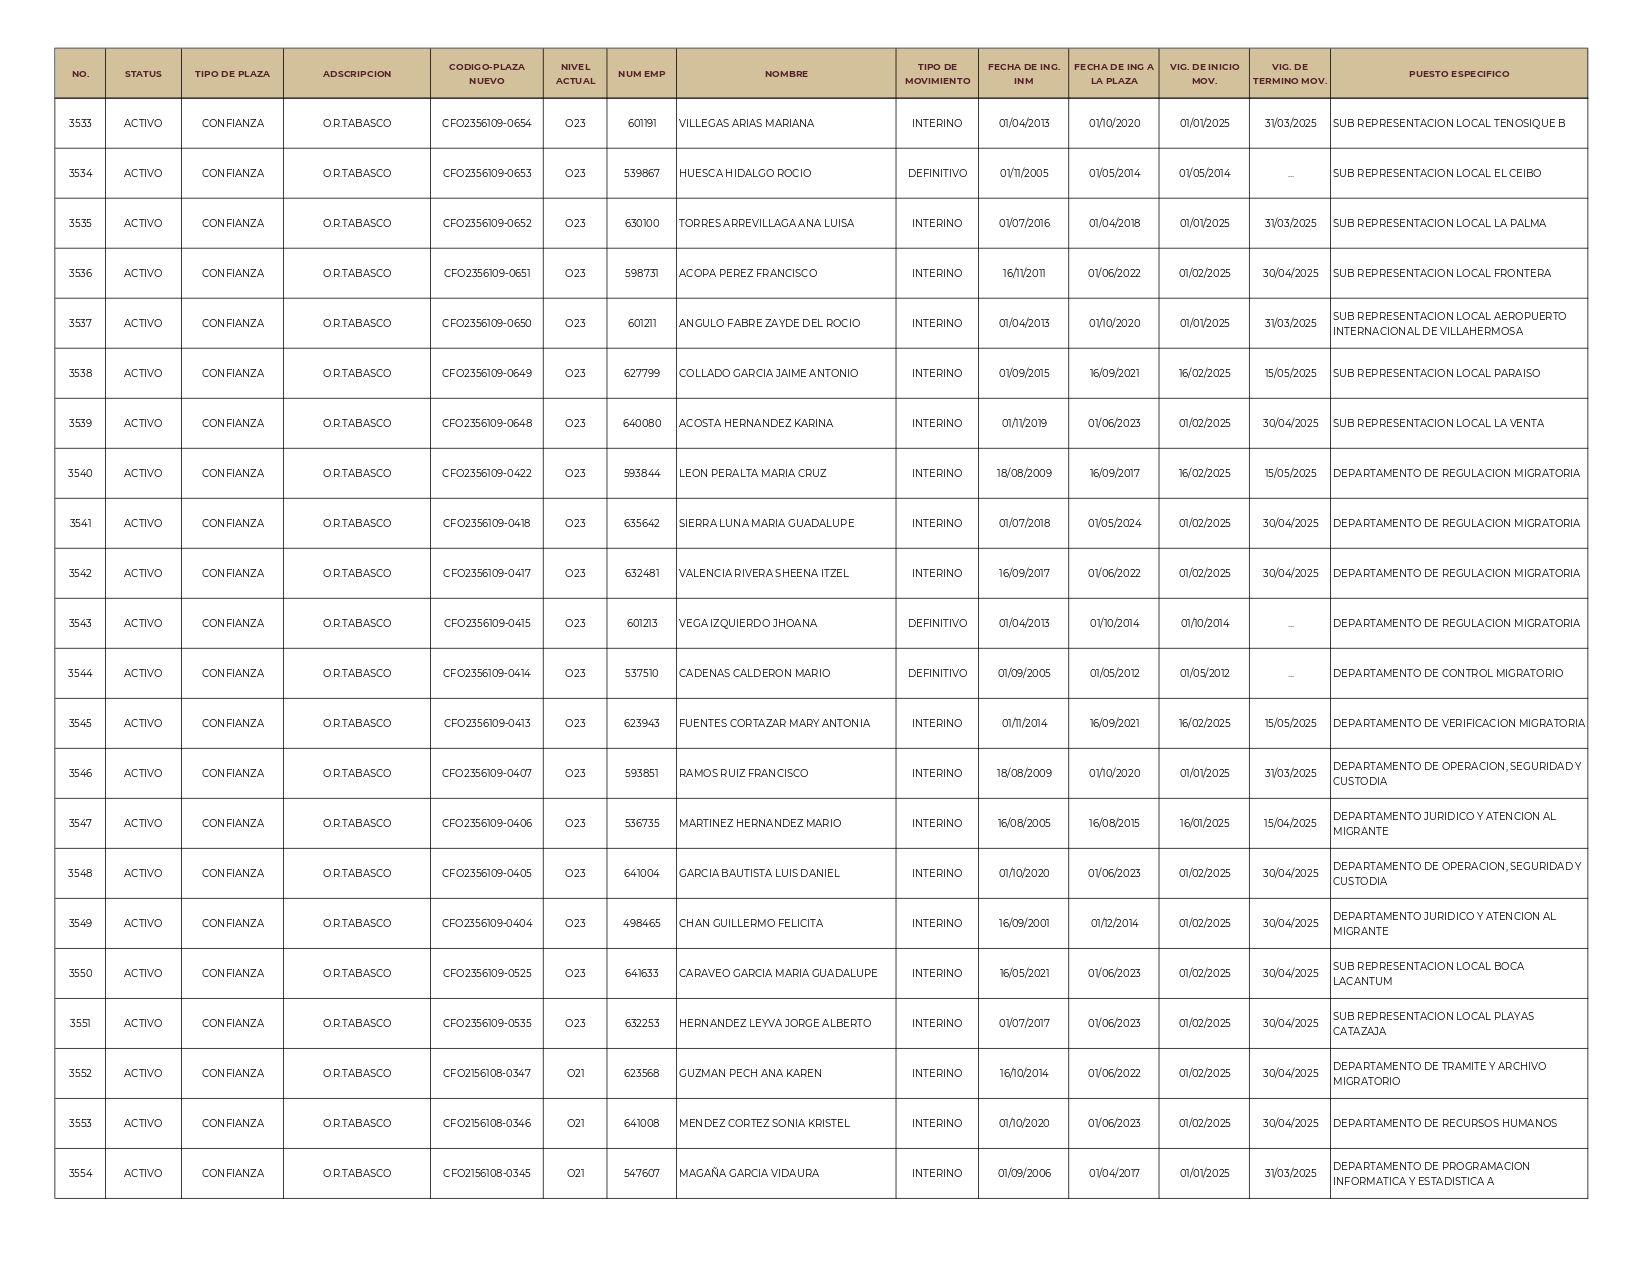 NO. STATUS TIPO DE PLAZA ADSCRIPCION CODIGO-PLAZA NUEVO NIVEL ACTUAL NUM EMP NOMBRE TIPO DE MOVIMIENTO FECHA DE ING. INM FECHA DE ING A LA PLAZA VIG. DE INICIO MOV. VIG. DE TERMINO MOV. PUESTO ESPECIFICO
3533 ACTIVO CONFIANZA O.R.TABASCO CFO2356109-0654 O23 601191 VILLEGAS ARIAS MARIANA INTERINO 01/04/2013 01/10/2020 01/01/2025 31/03/2025 SUB REPRESENTACION LOCAL TENOSIQUE B
3534 ACTIVO CONFIANZA O.R.TABASCO CFO2356109-0653 O23 539867 HUESCA HIDALGO ROCIO DEFINITIVO 01/11/2005 01/05/2014 01/05/2014 ... SUB REPRESENTACION LOCAL EL CEIBO
3535 ACTIVO CONFIANZA O.R.TABASCO CFO2356109-0652 O23 630100 TORRES ARREVILLAGA ANA LUISA INTERINO 01/07/2016 01/04/2018 01/01/2025 31/03/2025 SUB REPRESENTACION LOCAL LA PALMA
3536 ACTIVO CONFIANZA O.R.TABASCO CFO2356109-0651 O23 598731 ACOPA PEREZ FRANCISCO INTERINO 16/11/2011 01/06/2022 01/02/2025 30/04/2025 SUB REPRESENTACION LOCAL FRONTERA
3537 ACTIVO CONFIANZA O.R.TABASCO CFO2356109-0650 O23 601211 ANGULO FABRE ZAYDE DEL ROCIO INTERINO 01/04/2013 01/10/2020 01/01/2025 31/03/2025 SUB REPRESENTACION LOCAL AEROPUERTO
INTERNACIONAL DE VILLAHERMOSA
3538 ACTIVO CONFIANZA O.R.TABASCO CFO2356109-0649 O23 627799 COLLADO GARCIA JAIME ANTONIO INTERINO 01/09/2015 16/09/2021 16/02/2025 15/05/2025 SUB REPRESENTACION LOCAL PARAISO
3539 ACTIVO CONFIANZA O.R.TABASCO CFO2356109-0648 O23 640080 ACOSTA HERNANDEZ KARINA INTERINO 01/11/2019 01/06/2023 01/02/2025 30/04/2025 SUB REPRESENTACION LOCAL LA VENTA
3540 ACTIVO CONFIANZA O.R.TABASCO CFO2356109-0422 O23 593844 LEON PERALTA MARIA CRUZ INTERINO 18/08/2009 16/09/2017 16/02/2025 15/05/2025 DEPARTAMENTO DE REGULACION MIGRATORIA
3541 ACTIVO CONFIANZA O.R.TABASCO CFO2356109-0418 O23 635642 SIERRA LUNA MARIA GUADALUPE INTERINO 01/07/2018 01/05/2024 01/02/2025 30/04/2025 DEPARTAMENTO DE REGULACION MIGRATORIA
3542 ACTIVO CONFIANZA O.R.TABASCO CFO2356109-0417 O23 632481 VALENCIA RIVERA SHEENA ITZEL INTERINO 16/09/2017 01/06/2022 01/02/2025 30/04/2025 DEPARTAMENTO DE REGULACION MIGRATORIA
3543 ACTIVO CONFIANZA O.R.TABASCO CFO2356109-0415 O23 601213 VEGA IZQUIERDO JHOANA DEFINITIVO 01/04/2013 01/10/2014 01/10/2014 ... DEPARTAMENTO DE REGULACION MIGRATORIA
3544 ACTIVO CONFIANZA O.R.TABASCO CFO2356109-0414 O23 537510 CADENAS CALDERON MARIO DEFINITIVO 01/09/2005 01/05/2012 01/05/2012 ... DEPARTAMENTO DE CONTROL MIGRATORIO
3545 ACTIVO CONFIANZA O.R.TABASCO CFO2356109-0413 O23 623943 FUENTES CORTAZAR MARY ANTONIA INTERINO 01/11/2014 16/09/2021 16/02/2025 15/05/2025 DEPARTAMENTO DE VERIFICACION MIGRATORIA
3546 ACTIVO CONFIANZA O.R.TABASCO CFO2356109-0407 O23 593851 RAMOS RUIZ FRANCISCO INTERINO 18/08/2009 01/10/2020 01/01/2025 31/03/2025 DEPARTAMENTO DE OPERACION, SEGURIDAD Y
CUSTODIA
3547 ACTIVO CONFIANZA O.R.TABASCO CFO2356109-0406 O23 536735 MARTINEZ HERNANDEZ MARIO INTERINO 16/08/2005 16/08/2015 16/01/2025 15/04/2025 DEPARTAMENTO JURIDICO Y ATENCION AL
MIGRANTE
3548 ACTIVO CONFIANZA O.R.TABASCO CFO2356109-0405 O23 641004 GARCIA BAUTISTA LUIS DANIEL INTERINO 01/10/2020 01/06/2023 01/02/2025 30/04/2025 DEPARTAMENTO DE OPERACION, SEGURIDAD Y
CUSTODIA
3549 ACTIVO CONFIANZA O.R.TABASCO CFO2356109-0404 O23 498465 CHAN GUILLERMO FELICITA INTERINO 16/09/2001 01/12/2014 01/02/2025 30/04/2025 DEPARTAMENTO JURIDICO Y ATENCION AL
MIGRANTE
3550 ACTIVO CONFIANZA O.R.TABASCO CFO2356109-0525 O23 641633 CARAVEO GARCIA MARIA GUADALUPE INTERINO 16/05/2021 01/06/2023 01/02/2025 30/04/2025 SUB REPRESENTACION LOCAL BOCA
LACANTUM
3551 ACTIVO CONFIANZA O.R.TABASCO CFO2356109-0535 O23 632253 HERNANDEZ LEYVA JORGE ALBERTO INTERINO 01/07/2017 01/06/2023 01/02/2025 30/04/2025 SUB REPRESENTACION LOCAL PLAYAS
CATAZAJA
3552 ACTIVO CONFIANZA O.R.TABASCO CFO2156108-0347 O21 623568 GUZMAN PECH ANA KAREN INTERINO 16/10/2014 01/06/2022 01/02/2025 30/04/2025 DEPARTAMENTO DE TRAMITE Y ARCHIVO
MIGRATORIO
3553 ACTIVO CONFIANZA O.R.TABASCO CFO2156108-0346 O21 641008 MENDEZ CORTEZ SONIA KRISTEL INTERINO 01/10/2020 01/06/2023 01/02/2025 30/04/2025 DEPARTAMENTO DE RECURSOS HUMANOS
3554 ACTIVO CONFIANZA O.R.TABASCO CFO2156108-0345 O21 547607 MAGAÑA GARCIA VIDAURA INTERINO 01/09/2006 01/04/2017 01/01/2025 31/03/2025 DEPARTAMENTO DE PROGRAMACION
INFORMATICA Y ESTADISTICA A